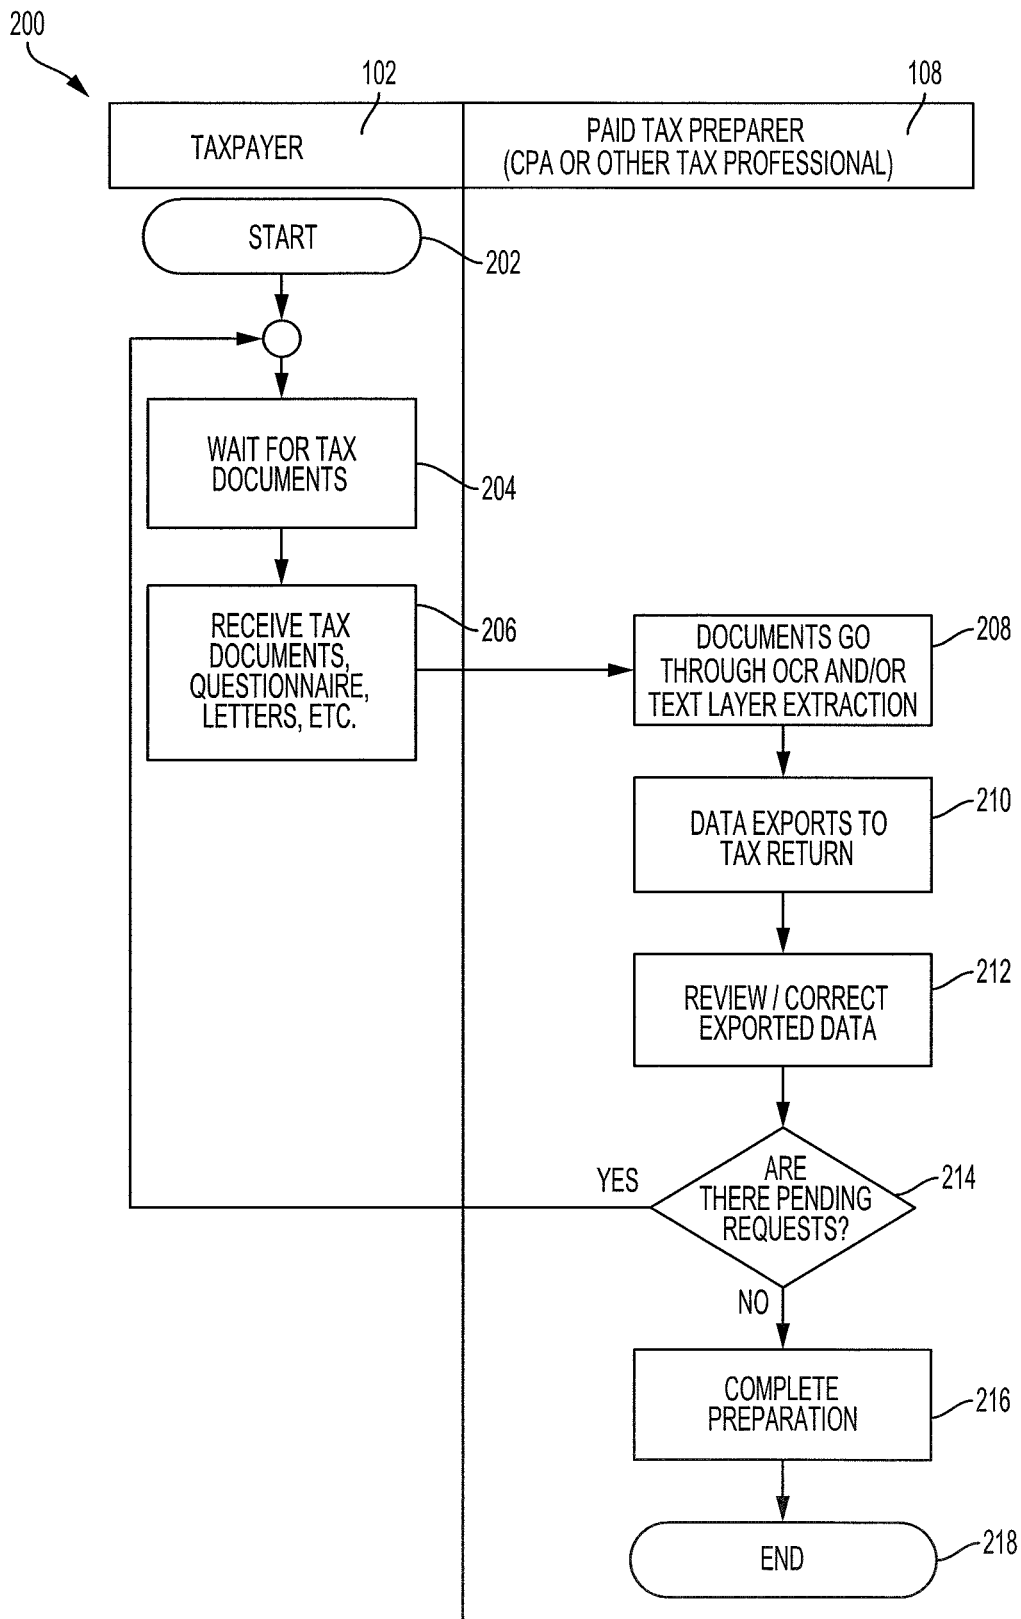 200
102
108
TAXPAYER
PAID TAX PREPARER
(CPA OR OTHER TAX PROFESSIONAL)
START
202
WAIT FOR TAX
DOCUMENTS
204
RECEIVE TAX
DOCUMENTS,
QUESTIONNAIRE,
LETTERS, ETC.
206
DOCUMENTS GO
THROUGH OCR AND/OR
TEXT LAYER EXTRACTION
208
DATA EXPORTS TO
TAX RETURN
210
REVIEW / CORRECT
EXPORTED DATA
212
ARE
THERE PENDING
REQUESTS?
214
YES
NO
COMPLETE
PREPARATION
216
END
218